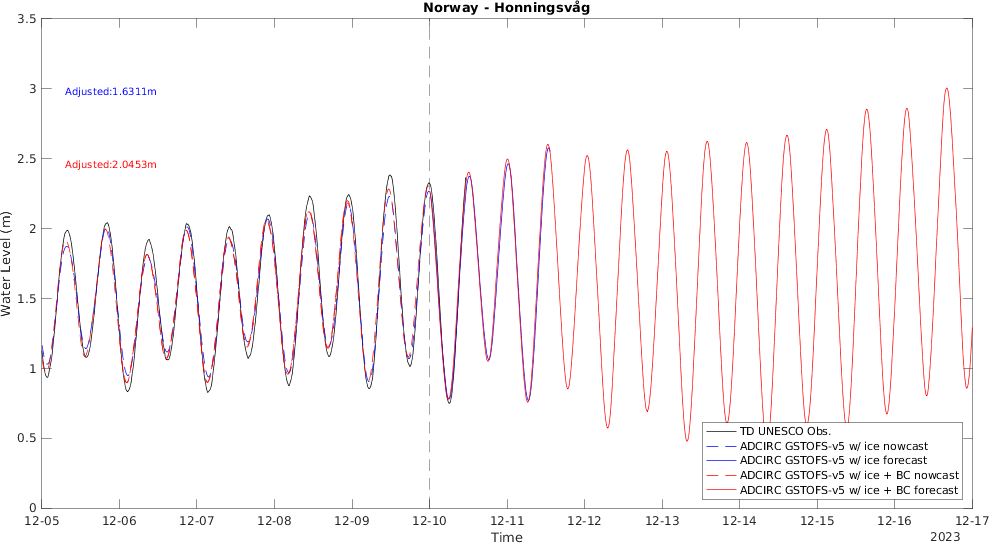 Norway - Honningsvåg
3.5
3
2.5
2
1.5
1
0.5
0
Water Level (m)
Adjusted:1.6311m
Adjusted:2.0453m
TD UNESCO Obs.
ADCIRC GSTOFS-v5 w/ ice nowcast
ADCIRC GSTOFS-v5 w/ ice forecast
ADCIRC GSTOFS-v5 w/ ice + BC nowcast
ADCIRC GSTOFS-v5 w/ ice + BC forecast
12-05 12-06 12-07 12-08 12-09 12-10 12-11 12-12 12-13 12-14 12-15 12-16 12-17
Time
2023